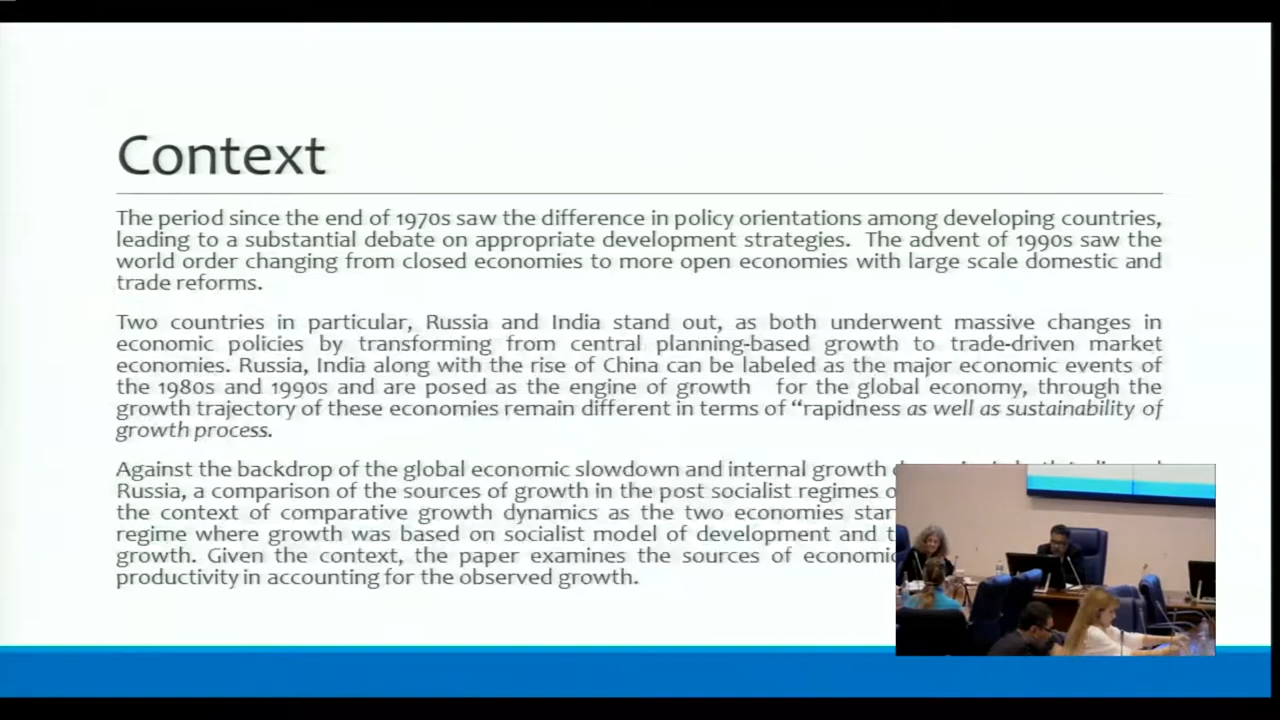 Context
The period since the end of 1970s saw the difference in policy orientations among developing countries,
leading to a substantial debate on appropriate development strategies. The advent of 1990s saw the
world order changing from closed economies to more open economies with large scale domestic and
trade reforms.
Two countries in particular, Russia and India stand out, as both underwent massive changes in
economic policies by transforming from central planning-based growth to trade-driven market
economies. Russia, India along with the rise of China can be labeled as the major economic events of
the 1980s and 1990s and are posed as the engine of growth for the global economy, through the
growth trajectory of these economies remain different in terms of “rapidness as well as sustainability of
growth process.
Against the backdrop of the global economic slowdown and internal growth
Russia, a comparison of the sources of growth in the post socialist regimes
the context of comparative growth dynamics as the two economies
regime where growth was based on socialist model of development and
growth. Given the context, the paper examines the sources of
productivity in accounting for the observed growth.